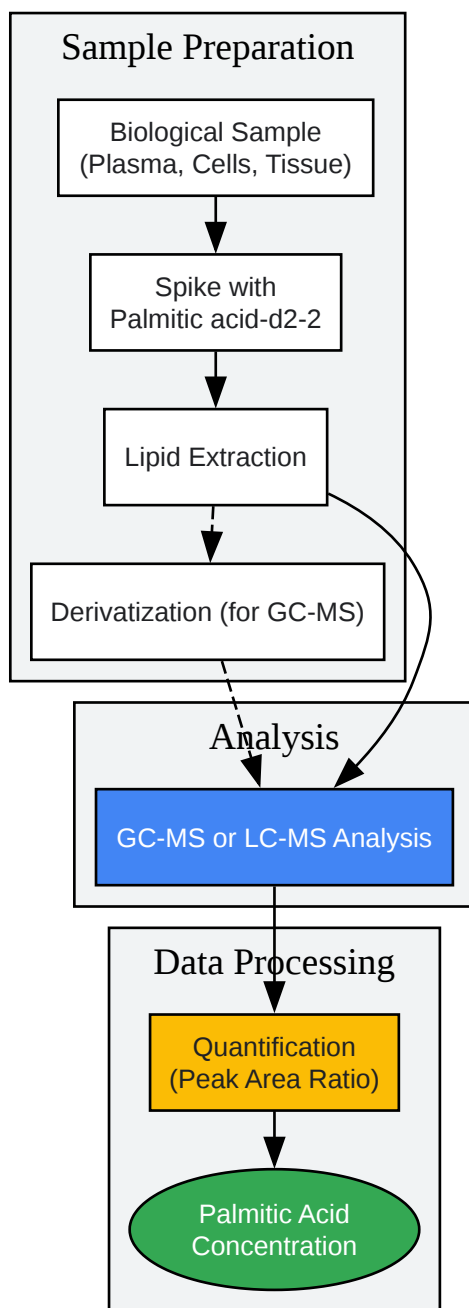 Sample Preparation
Biological Sample
(Plasma, Cells, Tissue)
Spike with
Palmitic acid-d2-2
Lipid Extraction
Derivatization (for GC-MS)
Analysis
GC-MS or LC-MS Analysis
Data Processing
Quantification
(Peak Area Ratio)
Palmitic Acid
Concentration